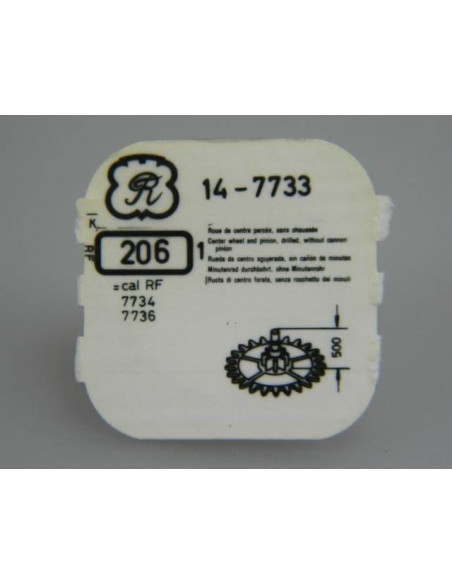 R
14-7733
K
RF
206
1
Roue de centre percée, sans chaussée
Center wheel and pinion, drilled, without cannon
pinion
Rueda de centro agujerada, sin cañón de minutos
Minutenrad durchbohrt, ohne Minutenrohr
Ruota di centro forata, senza rocchetto dei minuti
=cal RF
7734
7736
500